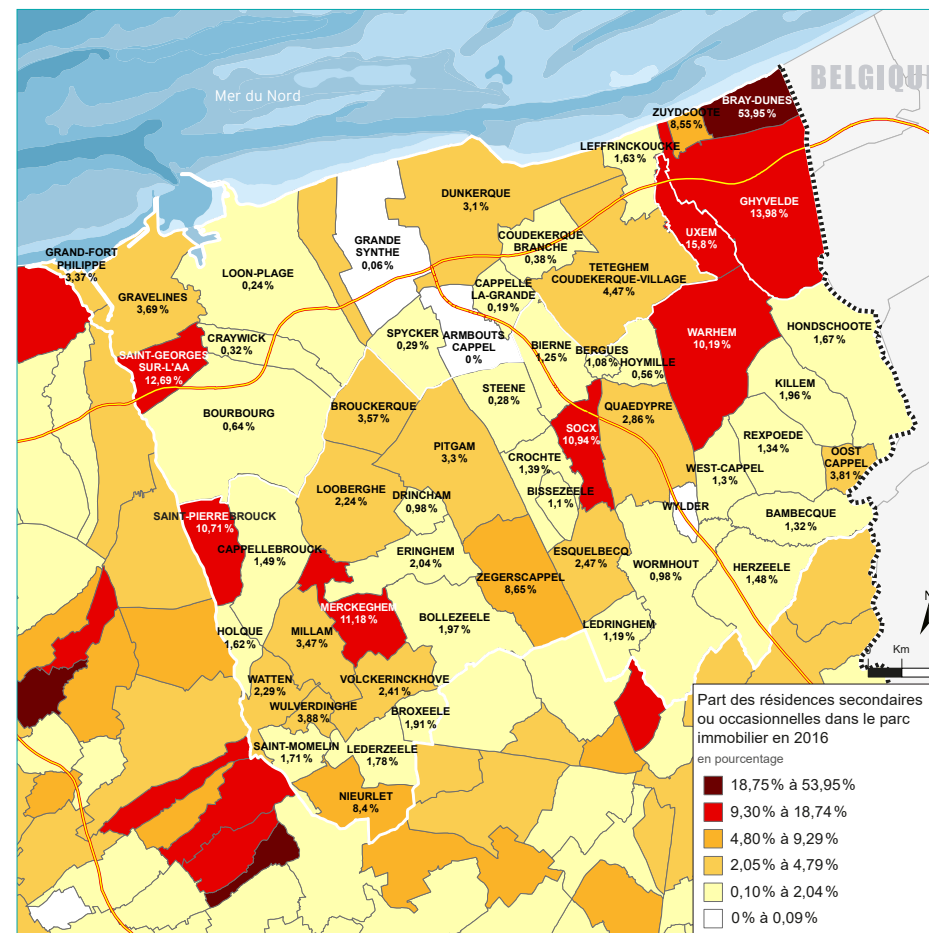 BELGIQUE
Mer du Nord
BRAY-DUNES
53,95%
ZUYDCOOTE
8,55%
LEFFRINCKOUCKE
1,63%
DUNKERQUE
3,1%
GHYVELDE
13,98%
UXEM
15,8%
COUDEKERQUE
BRANCHE
0,38%
GRANDE
SYNTHE
0,06%
GRAND-FORT
PHILIPPE
3,37%
LOON-PLAGE
0,24%
TETEGHEM
COUDEKERQUE-VILLAGE
4,47%
CAPPELLE
LA-GRANDE
0,19%
GRAVELINES
3,69%
HONDSCHOOTE
1,67%
WARHEM
10,19%
SPYCKER
0,29%
ARMBOUTS
CAPPEL
0%
BIERNE
1,25%
BERGUES
1,08%
HOYMILLE
0,56%
CRAYWICK
0,32%
SAINT-GEORGES
SUR-L'AA
12,69%
KILLEM
1,96%
STEENE
0,28%
BROUCKERQUE
3,57%
QUAEDYPRE
2,86%
BOURBOURG
0,64%
SOCX
10,94%
REXPOEDE
1,34%
PITGAM
3,3%
OOST
CAPPEL
3,81%
CROCHTE
1,39%
WEST-CAPPEL
1,3%
LOOBERGHE
2,24%
DRINCHAM
0,98%
BISSEZEELE
1,1%
WYLDER
BAMBECQUE
1,32%
SAINT-PIERREBROUCK
10,71%
CAPPELLEBROUCK
1,49%
ERINGHEM
2,04%
ESQUELBECQ
2,47%
WORMHOUT
0,98%
HERZEELE
1,48%
ZEGERSCAPPEL
8,65%
MERCKEGHEM
11,18%
BOLLEZEELE
1,97%
LEDRINGHEM
1,19%
HOLQUE
1,62%
MILLAM
3,47%
N
Km
WATTEN
2,29%
VOLCKERINCKHOVE
2,41%
WULVERDINGHE
3,88%
BROXEELE
1,91%
SAINT-MOMELIN
1,71%
LEDERZEELE
1,78%
NIEURLET
8,4%
Part des résidences secondaires
ou occasionnelles dans le parc
immobilier en 2016
en pourcentage
18,75% à 53,95%
9,30% à 18,74%
4,80% à 9,29%
2,05% à 4,79%
0,10% à 2,04%
0% à 0,09%